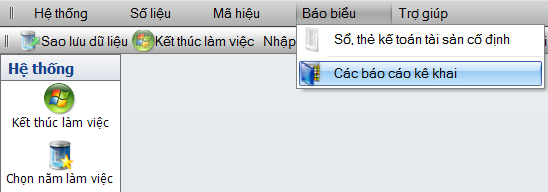 Hệ thống Số liệu Mã hiệu Báo biểu Trợ giúp
Sao lưu dữ liệu Kết thúc làm việc Nhập
Sổ, thẻ kế toán tài sản cố định
Các báo cáo kê khai
Hệ thống
Kết thúc làm việc
Chọn năm làm việc